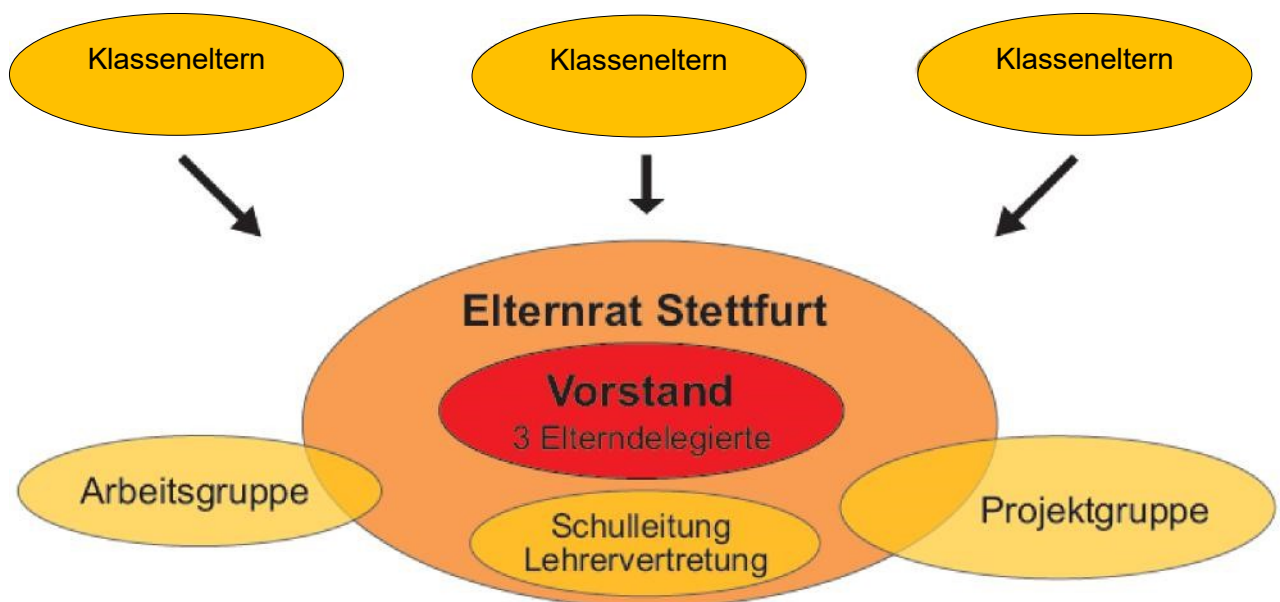 Klasseneltern
Klasseneltern
Klasseneltern
Elternrat Stettfurt
Vorstand
3 Elterndelegierte
Arbeitsgruppe
Schulleitung
Lehrervertretung
Projektgruppe